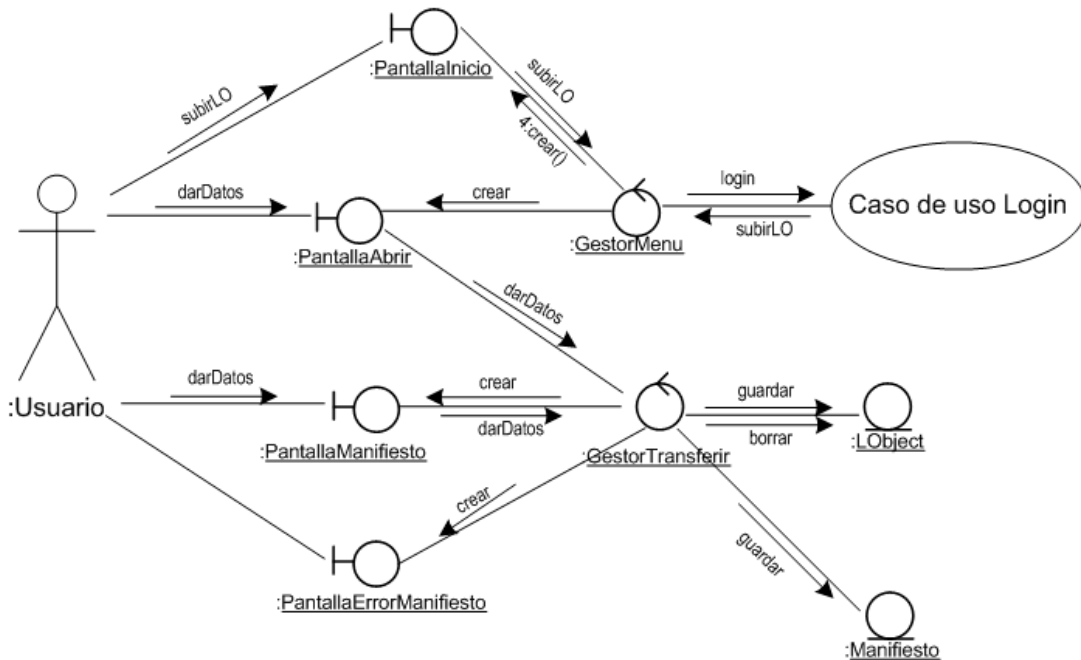 :PantallaInicio
subirLO
subirLO
4:crear()
darDatos
crear
login
Caso de uso Login
subirLO
:PantallaAbrir
:GestorMenu
darDatos
:Usuario
darDatos
crear
darDatos
guardar
borrar
:PantallaManifiesto
:GestorTransferir
:LObject
crear
guardar
:PantallaErrorManifiesto
:Manifiesto